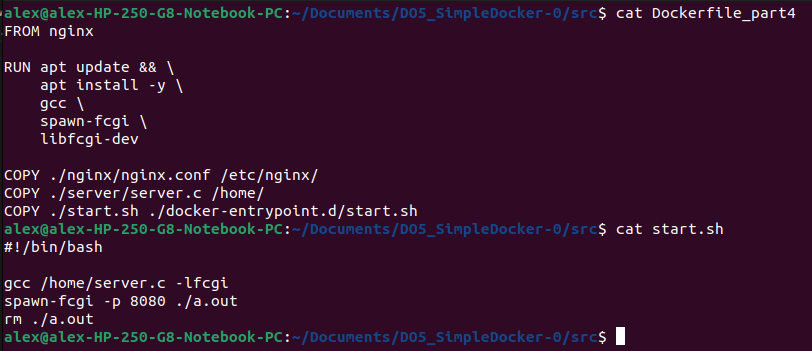 alex@alex-HP-250-G8-Notebook-PC:~/Documents/DO5_SimpleDocker-0/src$ cat Dockerfile_part4
FROM nginx
RUN apt update && \
    apt install -y \
    gcc \
    spawn-fcgi \
    libfcgi-dev
COPY ./nginx/nginx.conf /etc/nginx/
COPY ./server/server.c /home/
COPY ./start.sh ./docker-entrypoint.d/start.sh
alex@alex-HP-250-G8-Notebook-PC:~/Documents/DO5_SimpleDocker-0/src$ cat start.sh
#!/bin/bash
gcc /home/server.c -lfcgi
spawn-fcgi -p 8080 ./a.out
rm ./a.out
alex@alex-HP-250-G8-Notebook-PC:~/Documents/DO5_SimpleDocker-0/src$